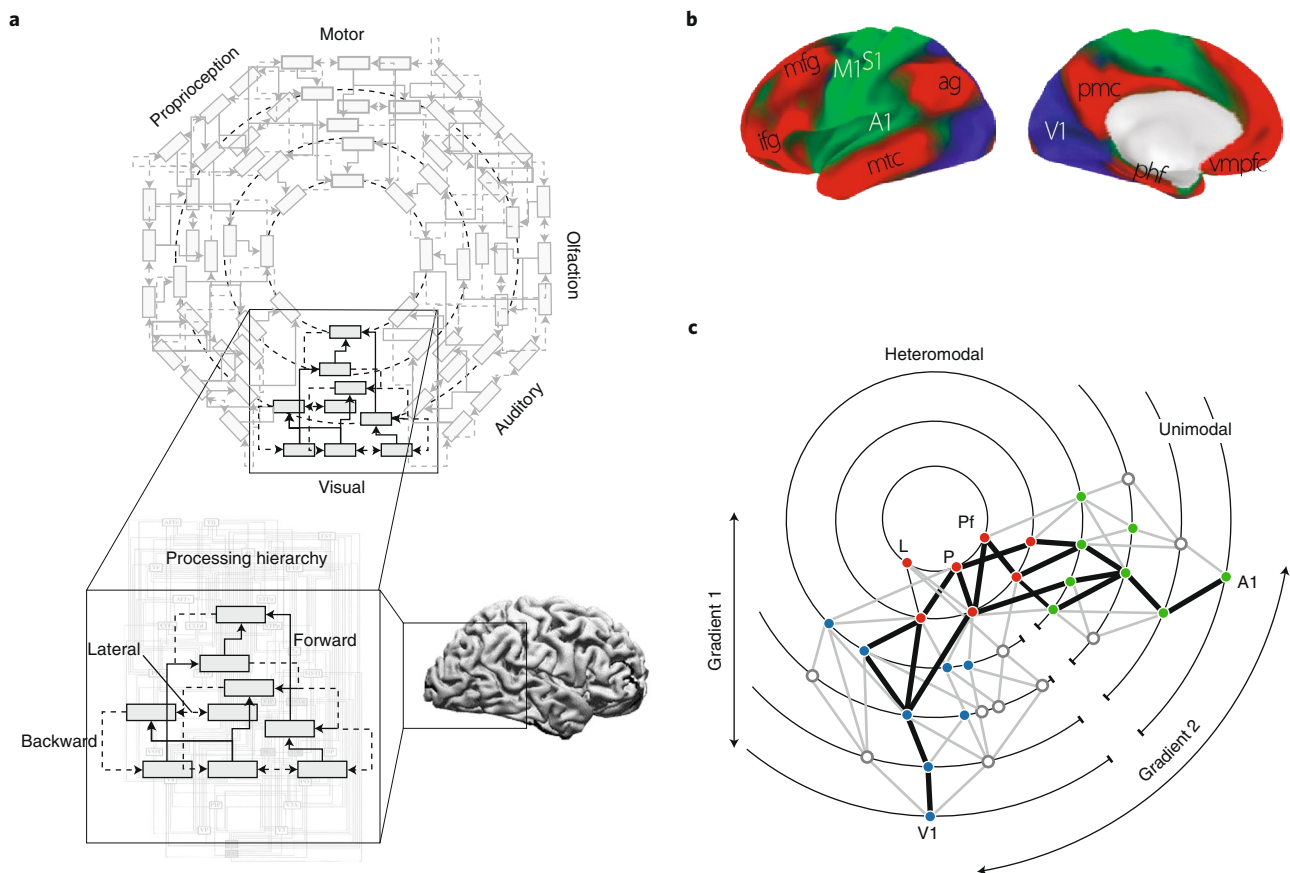 a
Motor
Proprioception
Olfaction
Auditory
Visual
Processing hierarchy
Forward
Lateral
Backward
b
mfg
M1
S1
ag
A1
ifg
mtc
pmc
V1
phf
vmpfc
c
Heteromodal
Unimodal
Pf
L
P
A1
Gradient 1
Gradient 2
V1